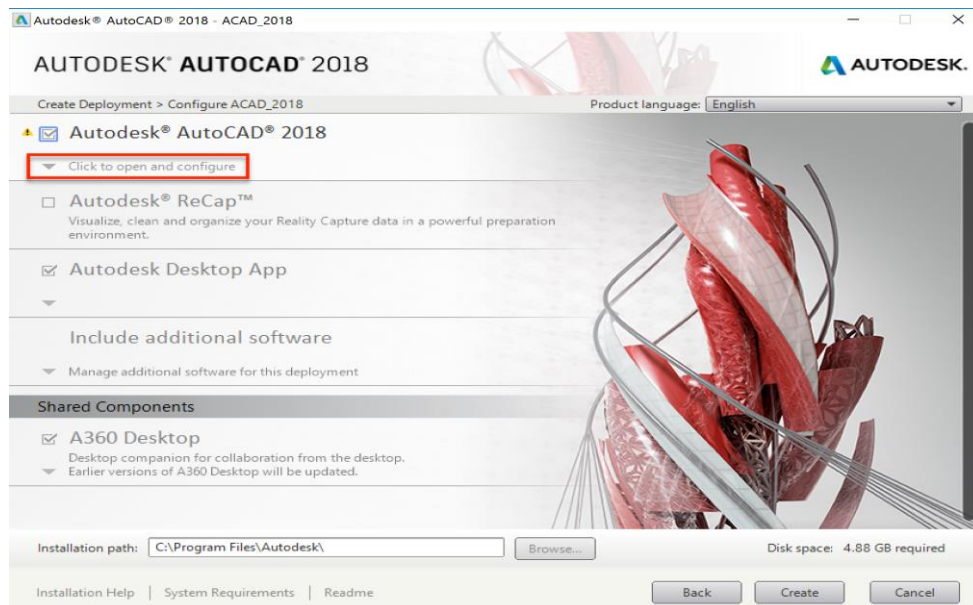 Autodesk® AutoCAD® 2018 - ACAD_2018
AUTODESK® AUTOCAD® 2018
AUTODESK.
Create Deployment > Configure ACAD_2018
Product language: English
Autodesk® AutoCAD® 2018
Click to open and configure
Autodesk® ReCap™
Visualize, clean and organize your Reality Capture data in a powerful preparation
environment.
Autodesk Desktop App
Include additional software
Manage additional software for this deployment
Shared Components
A360 Desktop
Desktop companion for collaboration from the desktop.
Earlier versions of A360 Desktop will be updated.
Installation path: C:\Program Files\Autodesk\ Browse... Disk space: 4.88 GB required
Installation Help | System Requirements | Readme Back Create Cancel